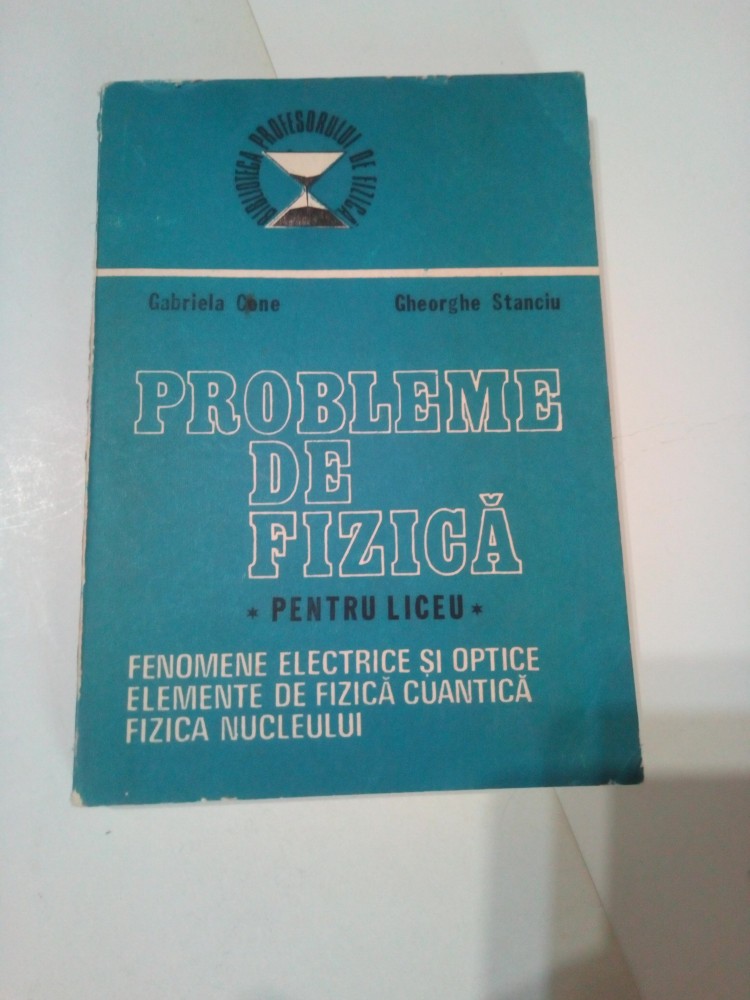 BIBLIOTECA PROFESORULUI DE FIZICĂ
Gabriela Cone
Gheorghe Stanciu
PROBLEME
DE
FIZICĂ
* PENTRU LICEU *
FENOMENE ELECTRICE ȘI OPTICE
ELEMENTE DE FIZICĂ CUANTICĂ
FIZICA NUCLEULUI